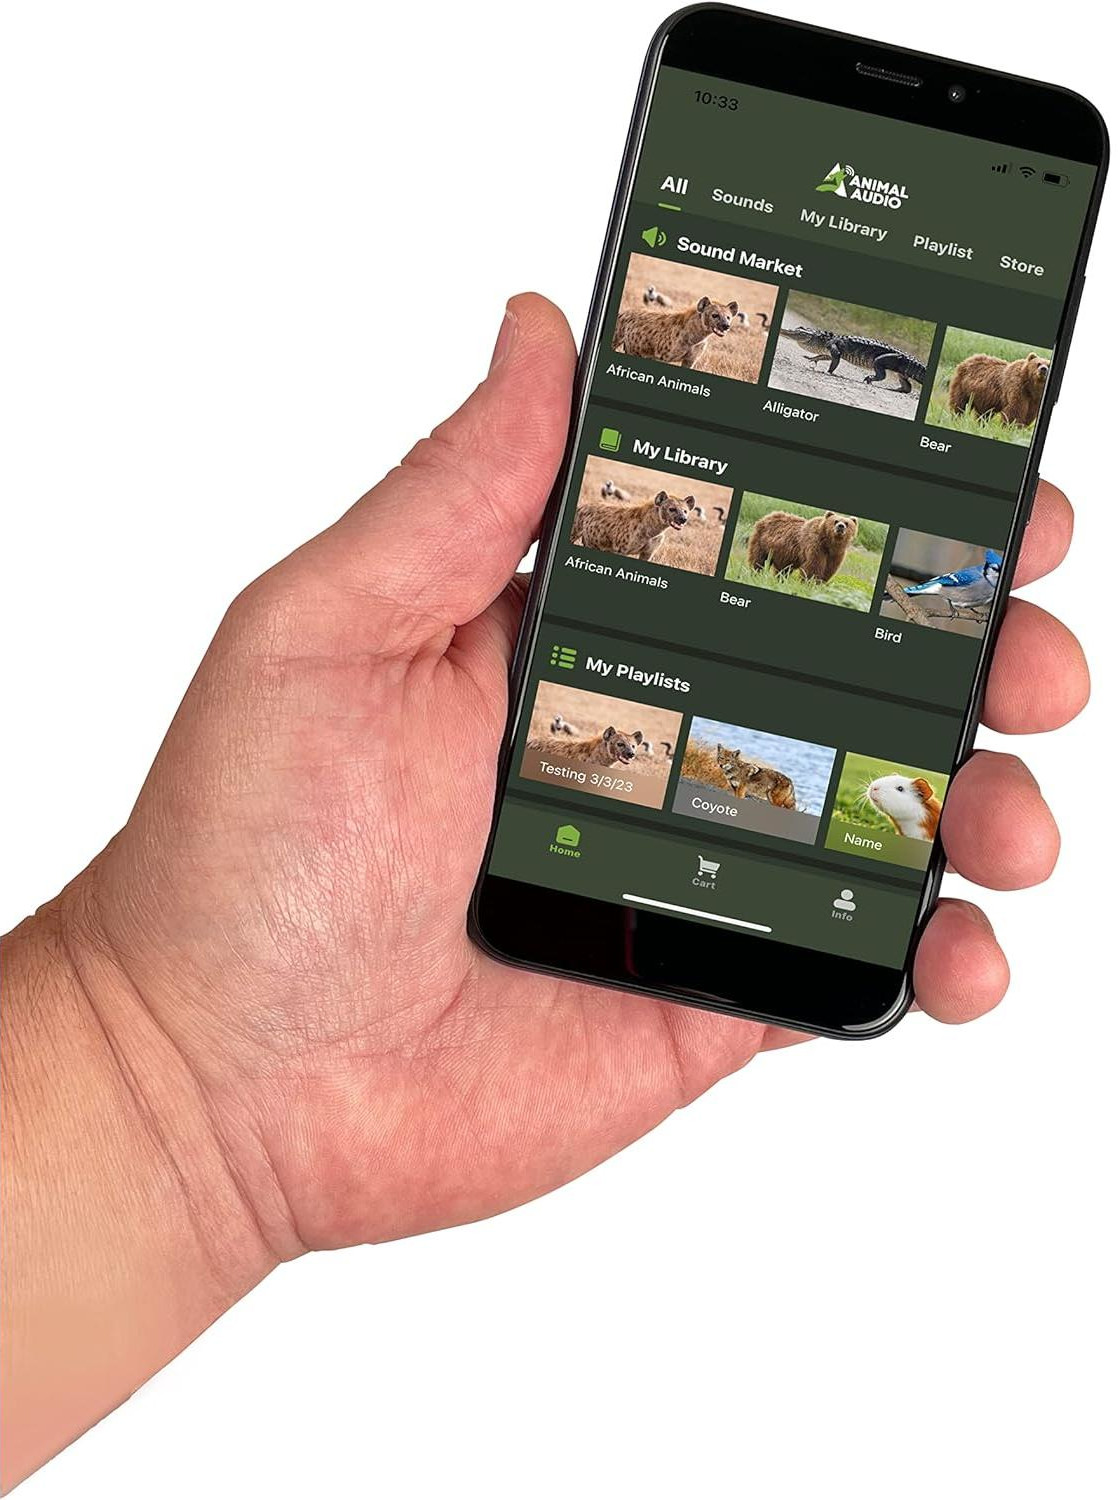 10:33
ANIMAL
AUDIO
All Sounds My Library Playlist Store
Sound Market
African Animals Alligator Bear
My Library
African Animals Bear Bird
My Playlists
Testing 3/3/23 Coyote Name
Home Cart Info